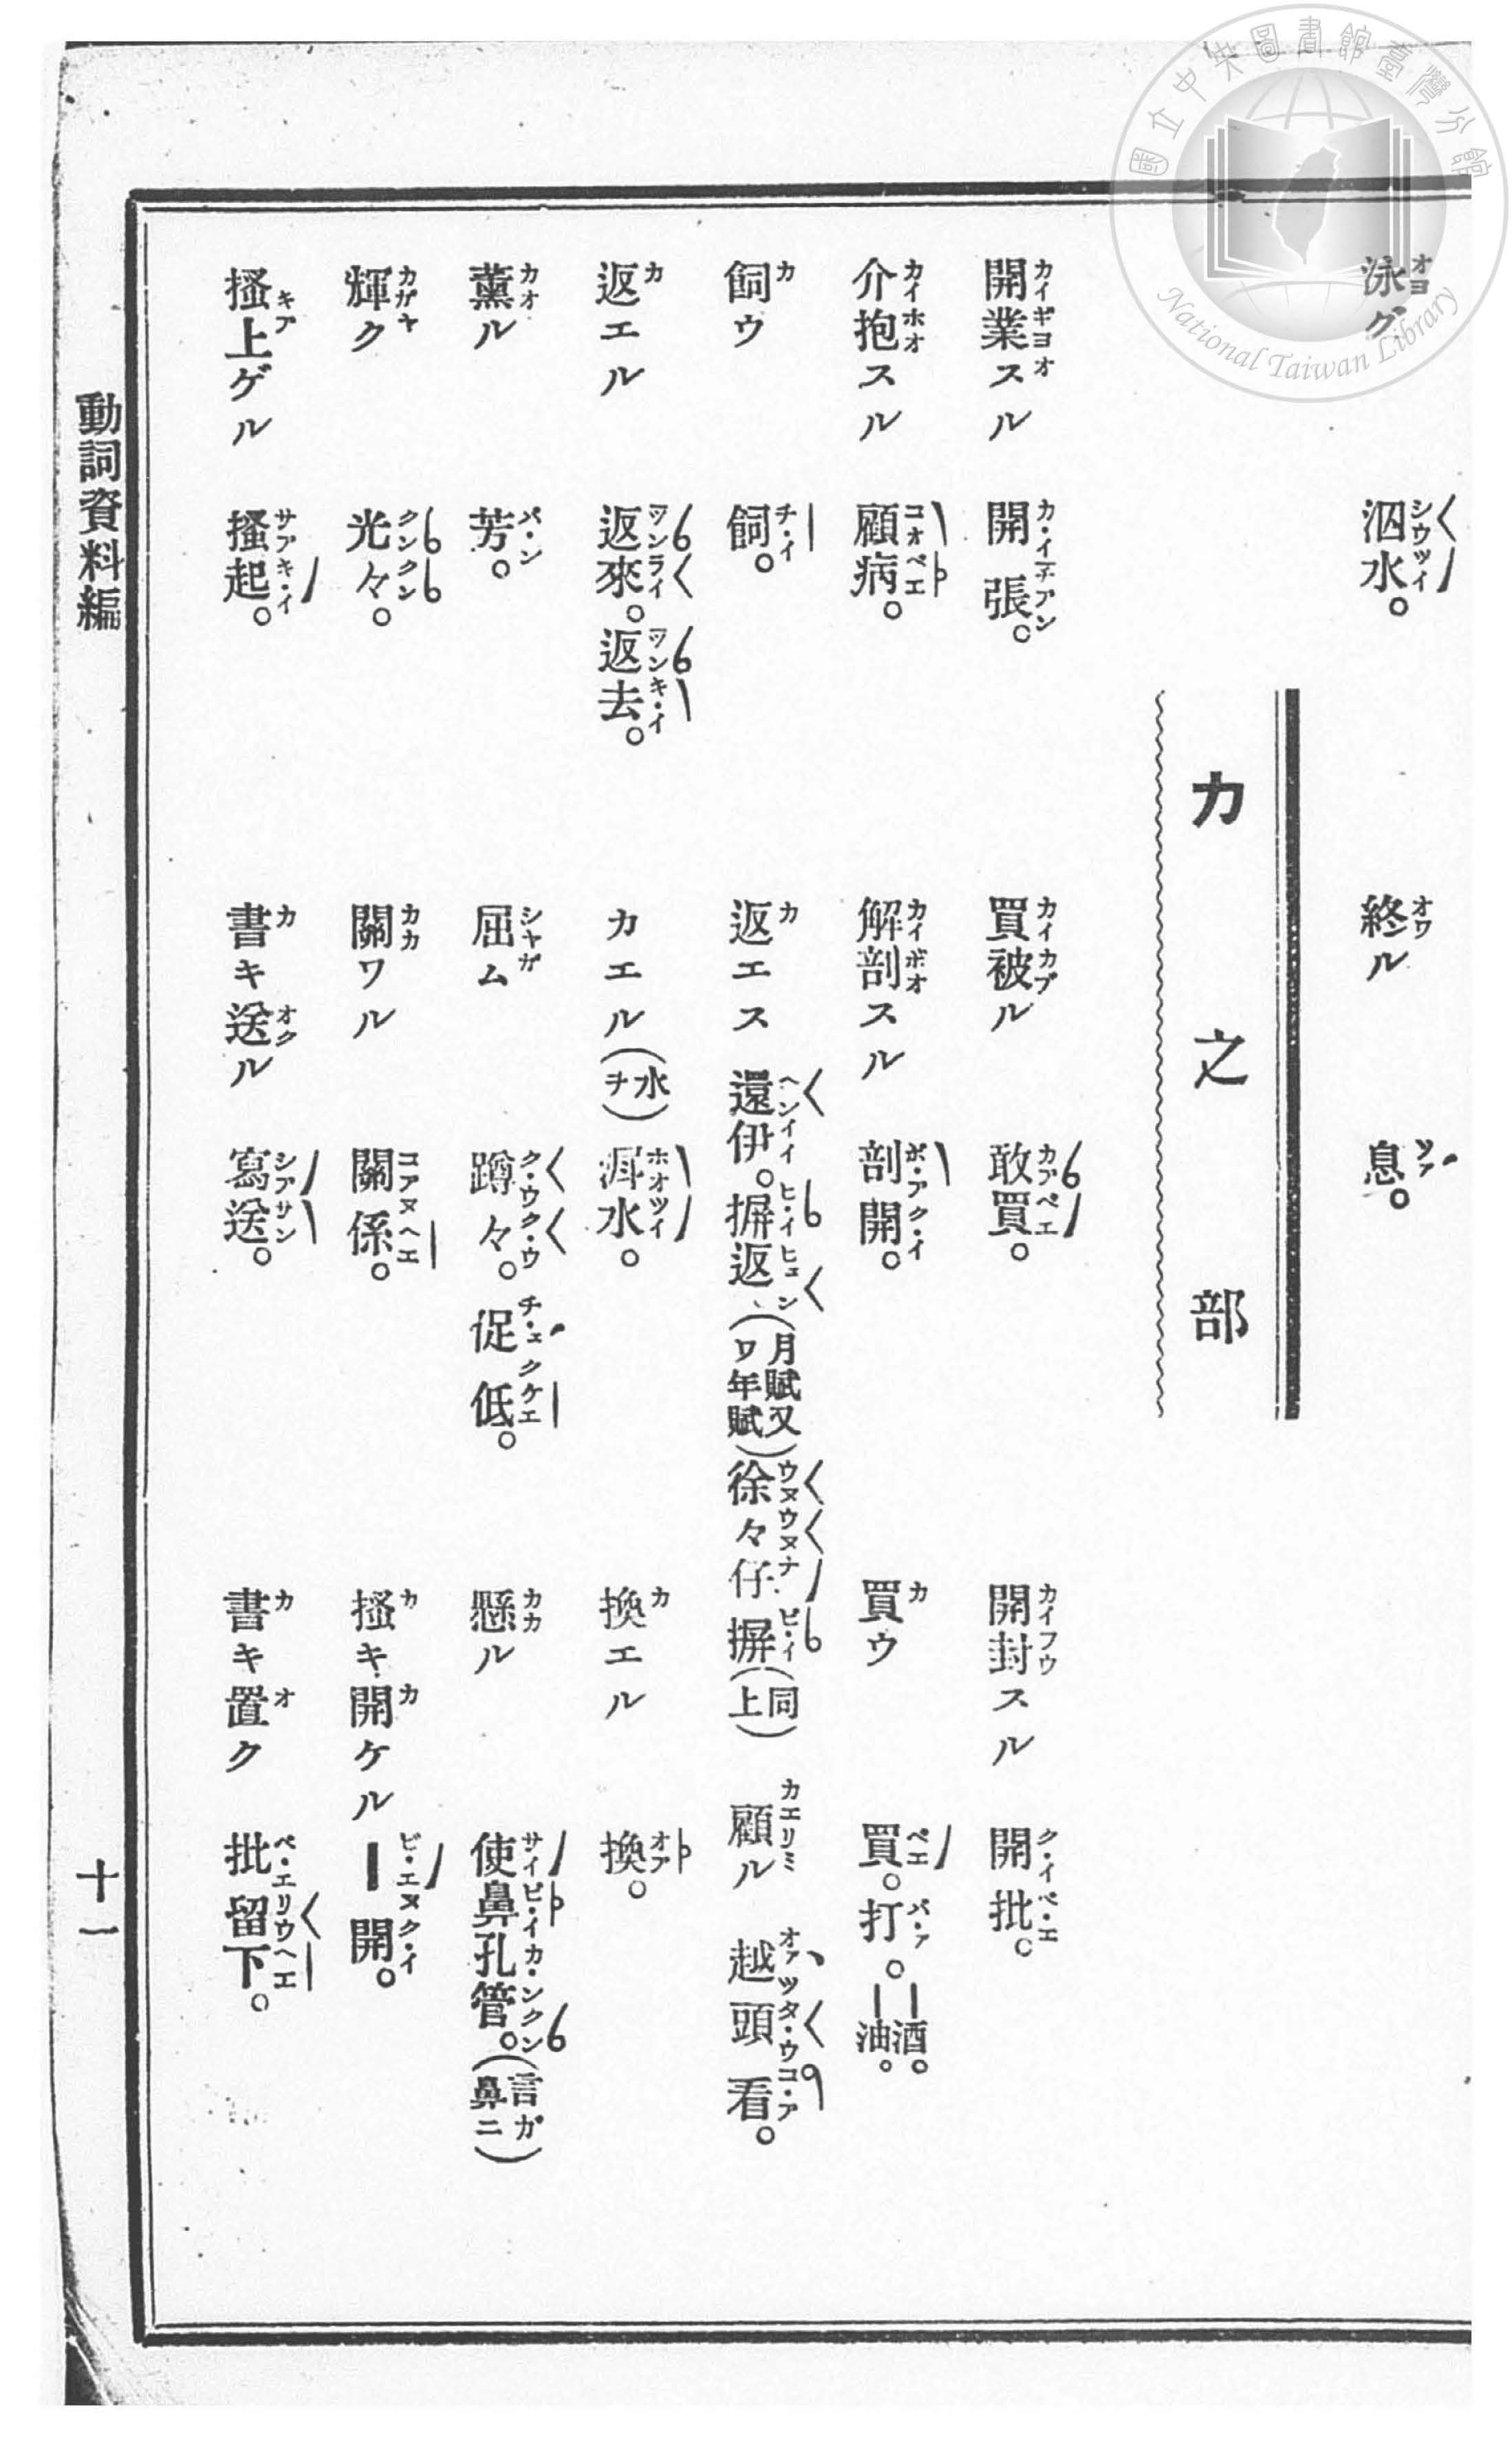 泳グ 泅水。 終ル 息。
カ之部
開業スル 開張。 買被ル 敢買。 開封スル 開批。
介抱スル 顧病。 解剖スル 剖開。 買ウ 買。打。｜酒。｜油。
飼ウ 飼。 返エス 還伊。摒返(月賦又ワ年賦)徐々仔摒(同上) 顧ル 越頭看。
返エル 返來。返去。 カエル(水ヲ) 洘水。 換エル 換。
薫ル 芳。 屈ム 蹲々。促低。 懸ル 使鼻孔管。(言ガ鼻ニ)
輝ク 光々。 關ワル 關係。 搔キ開ケル ｜開。
搔上ゲル 搔起。 書キ送ル 寫送。 書キ置ク 批留下。
動詞資料編 十一
國立中央圖書館臺灣分館
National Taiwan Library